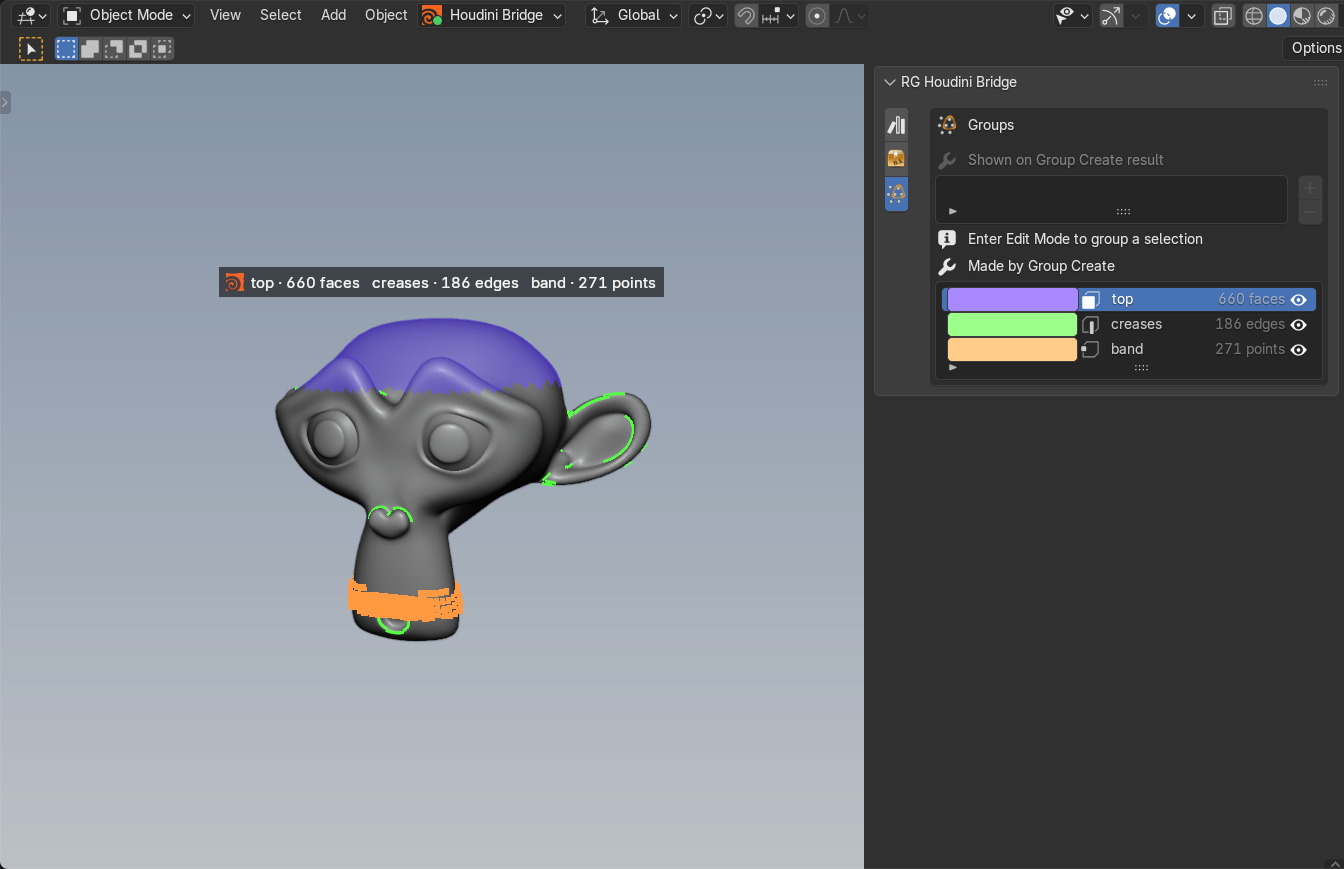 Object Mode View Select Add Object Houdini Bridge Global
Options
RG Houdini Bridge
Groups
Shown on Group Create result
Enter Edit Mode to group a selection
Made by Group Create
top 660 faces
creases 186 edges
band 271 points
top · 660 faces creases · 186 edges band · 271 points